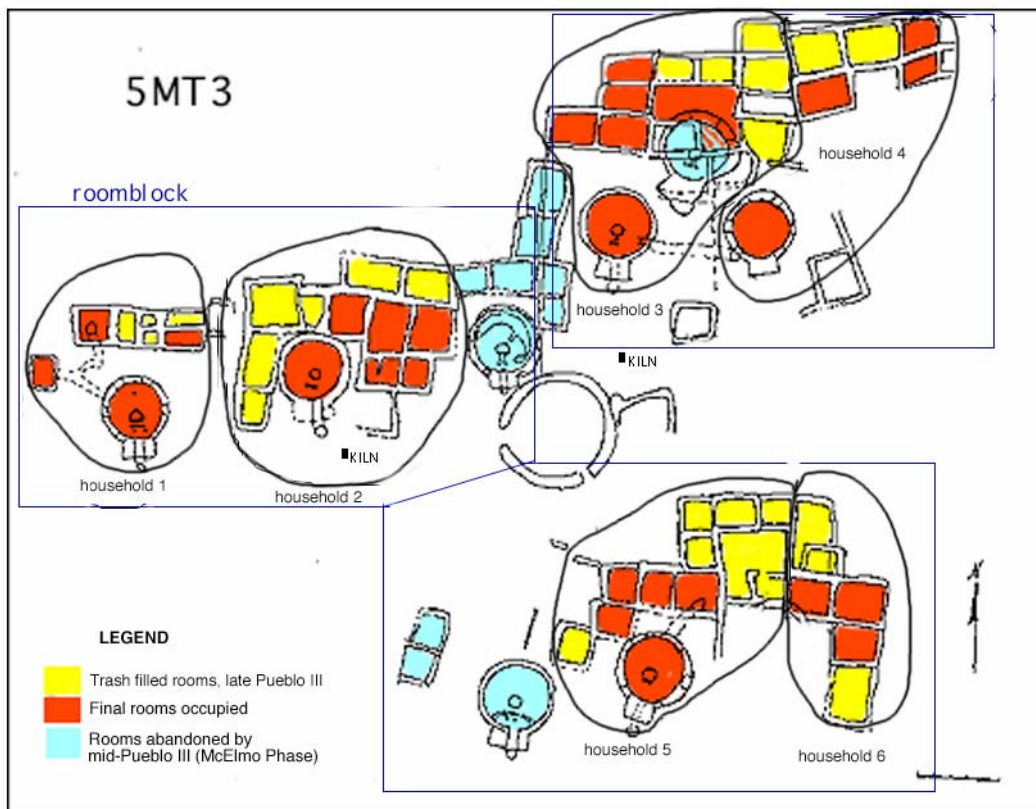 5MT3
roomblock
household 4
household 3
KILN
KILN
household 1
household 2
LEGEND
Trash filled rooms, late Pueblo III
Final rooms occupied
Rooms abandoned by
mid-Pueblo III (McElmo Phase)
household 5
household 6
N